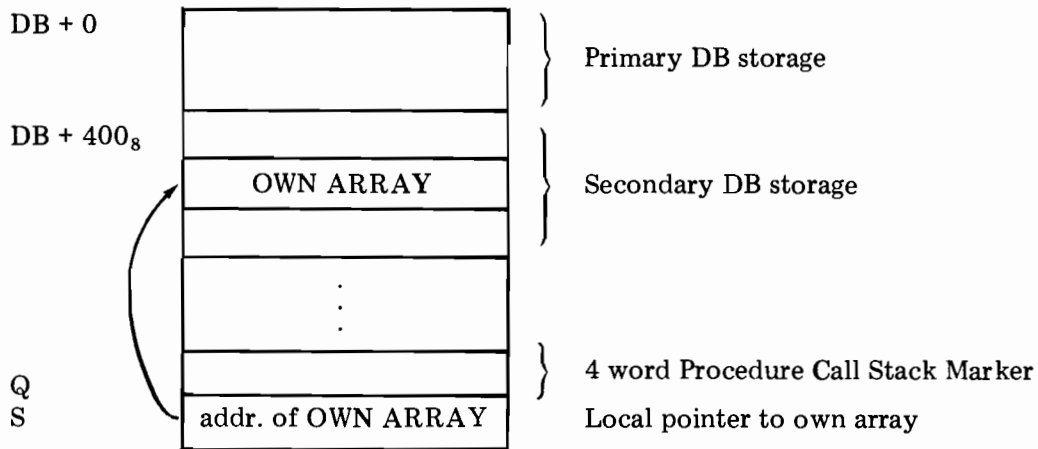 DB + 0
Primary DB storage
DB + 400₈
OWN ARRAY
Secondary DB storage
4 word Procedure Call Stack Marker
Q
S
addr. of OWN ARRAY
Local pointer to own array